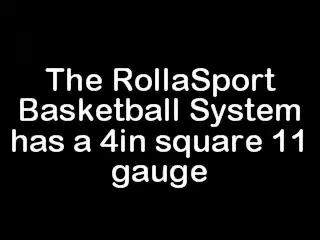 The RollaSport
Basketball System
has a 4in square 11
gauge